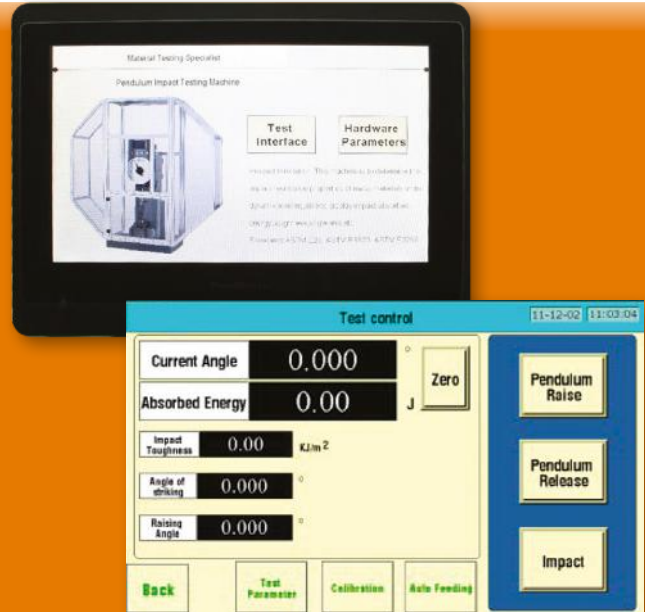 Material Testing Specialist
Pendulum Impact Testing Machine
Test
Interface
Hardware
Parameters
Test control
11-12-02 11:03:04
Current Angle 0.000 °
Zero
Absorbed Energy 0.00 J
Impact
Toughness 0.00 KJ/m2
Angle of
striking 0.000 °
Raising
Angle 0.000 °
Pendulum
Raise
Pendulum
Release
Impact
Back
Test
Parameter
Calibration
Auto Feeding